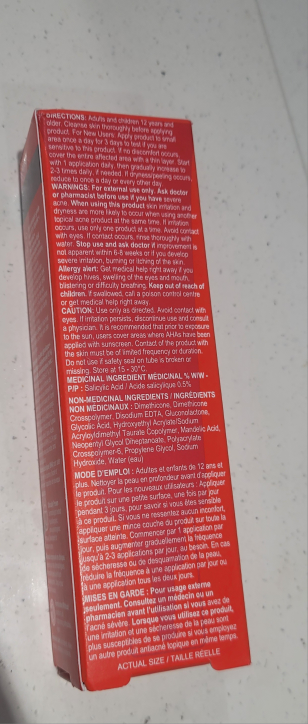 DIRECTIONS: Adults and children 12 years and
older. Cleanse skin thoroughly before applying
product. For New Users: Apply product to small
area once a day for 3 days to test if you are
sensitive to this product. If no discomfort occurs,
cover the entire affected area with a thin layer. Start
with 1 application daily, then gradually increase to
2-3 times daily, if needed. If dryness/peeling occurs,
reduce to once a day or every other day.
WARNINGS: For external use only. Ask doctor
or pharmacist before use if you have severe
acne. When using this product skin irritation and
dryness are more likely to occur when using another
topical acne product at the same time. If irritation
occurs, use only one product at a time. Avoid contact
with eyes. If contact occurs, rinse thoroughly with
water. Stop use and ask doctor if improvement is
not apparent within 6-8 weeks or if you develop
severe irritation, burning or itching of the skin.
Allergy alert: Get medical help right away if you
develop hives, swelling of the eyes and mouth,
blistering or difficulty breathing. Keep out of reach of
children. If swallowed, call a poison control centre
or get medical help right away.
CAUTION: Use only as directed. Avoid contact with
eyes. If irritation persists, discontinue use and consult
a physician. It is recommended that prior to exposure
to the sun, users cover areas where AHAs have been
applied with sunscreen. Contact of the product with
the skin must be of limited frequency or duration.
Do not use if safety seal on tube is broken or
missing. Store at 15 - 30°C.
MEDICINAL INGREDIENT MÉDICINAL % W/W -
P/P : Salicylic Acid / Acide salicylique 0.5%
NON-MEDICINAL INGREDIENTS / INGRÉDIENTS
NON MÉDICINAUX : Dimethicone, Dimethicone
Crosspolymer, Disodium EDTA, Gluconolactone,
Glycolic Acid, Hydroxyethyl Acrylate/Sodium
Acryloyldimethyl Taurate Copolymer, Mandelic Acid,
Neopentyl Glycol Diheptanoate, Polyacrylate
Crosspolymer-6, Propylene Glycol, Sodium
Hydroxide, Water (eau)
MODE D'EMPLOI : Adultes et enfants de 12 ans et
plus. Nettoyer la peau en profondeur avant d'appliquer
le produit. Pour les nouveaux utilisateurs : Appliquer
le produit sur une petite surface, une fois par jour
pendant 3 jours, pour savoir si vous êtes sensible
à ce produit. Si vous ne ressentez aucun inconfort,
appliquer une mince couche du produit sur toute la
surface atteinte. Commencer par 1 application par
jour, puis augmenter graduellement la fréquence
jusqu'à 2-3 applications par jour, au besoin. En cas
de sécheresse ou de desquamation de la peau,
réduire la fréquence à une application par jour ou
à une application tous les deux jours.
MISES EN GARDE : Pour usage externe
seulement. Consultez un médecin ou un
pharmacien avant l'utilisation si vous avez de
l'acné sévère. Lorsque vous utilisez ce produit,
une irritation et une sécheresse de la peau sont
plus susceptibles de se produire si vous employez
un autre produit antiacné topique en même temps.
ACTUAL SIZE / TAILLE RÉELLE